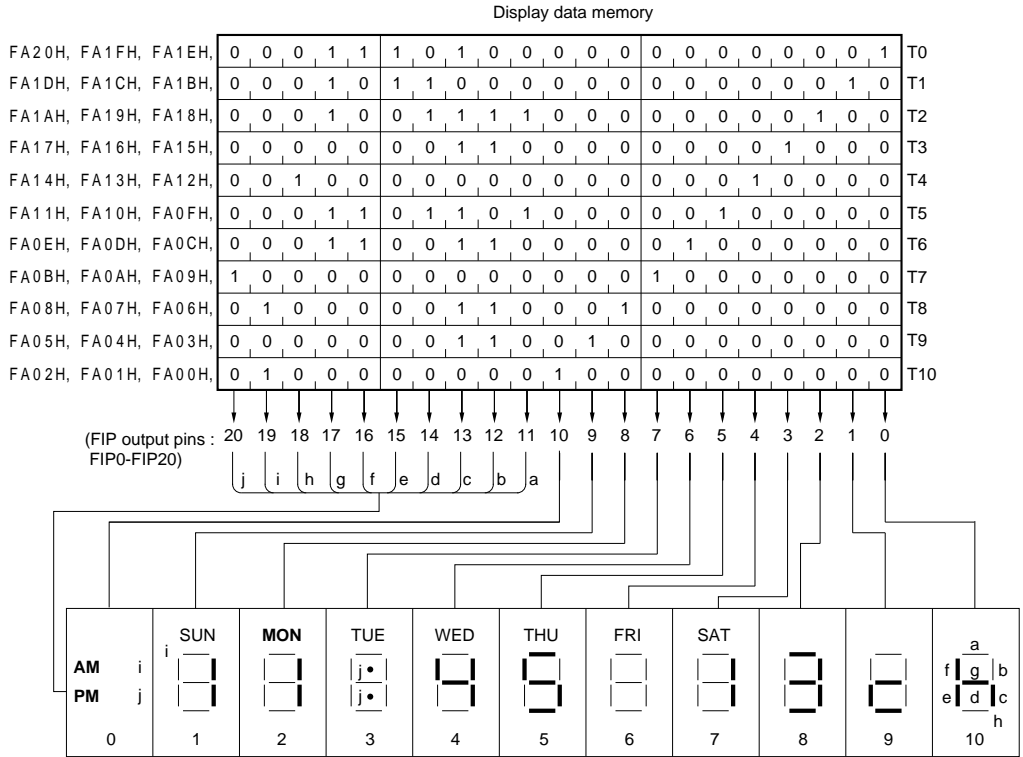 Display data memory
FA20H, FA1FH, FA1EH, 0 0 0 1 1 1 0 1 0 0 0 0 0 0 0 0 0 0 0 0 1 T0
FA1DH, FA1CH, FA1BH, 0 0 0 1 0 1 1 0 0 0 0 0 0 0 0 0 0 0 0 1 0 T1
FA1AH, FA19H, FA18H, 0 0 0 1 0 0 1 1 1 1 0 0 0 0 0 0 0 0 1 0 0 T2
FA17H, FA16H, FA15H, 0 0 0 0 0 0 0 1 1 0 0 0 0 0 0 0 0 1 0 0 0 T3
FA14H, FA13H, FA12H, 0 0 1 0 0 0 0 0 0 0 0 0 0 0 0 0 1 0 0 0 0 T4
FA11H, FA10H, FA0FH, 0 0 0 1 1 0 1 1 0 1 0 0 0 0 0 1 0 0 0 0 0 T5
FA0EH, FA0DH, FA0CH, 0 0 0 1 1 0 0 1 1 0 0 0 0 0 1 0 0 0 0 0 0 T6
FA0BH, FA0AH, FA09H, 1 0 0 0 0 0 0 0 0 0 0 0 0 1 0 0 0 0 0 0 0 T7
FA08H, FA07H, FA06H, 0 1 0 0 0 0 0 1 1 0 0 0 1 0 0 0 0 0 0 0 0 T8
FA05H, FA04H, FA03H, 0 0 0 0 0 0 0 1 1 0 0 1 0 0 0 0 0 0 0 0 0 T9
FA02H, FA01H, FA00H, 0 1 0 0 0 0 0 0 0 0 1 0 0 0 0 0 0 0 0 0 0 T10
(FIP output pins : 20 19 18 17 16 15 14 13 12 11 10 9 8 7 6 5 4 3 2 1 0
FIP0-FIP20)
j i h g f e d c b a
SUN MON TUE WED THU FRI SAT
i
a
AM i j f g b
PM j j e d c
h
0 1 2 3 4 5 6 7 8 9 10